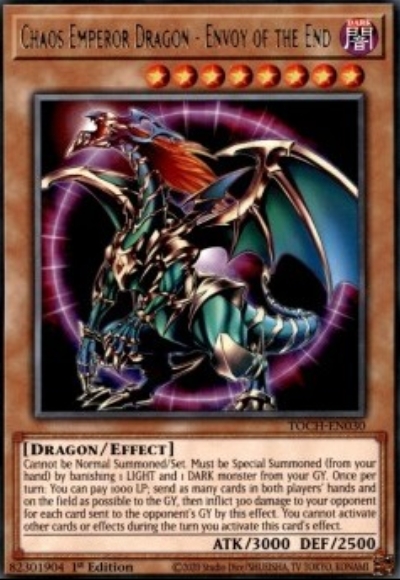 Chaos Emperor Dragon - Envoy of the End
DARK
闇
TOCH-EN030
[Dragon/Effect]
Cannot be Normal Summoned/Set. Must be Special Summoned (from your
hand) by banishing 1 LIGHT and 1 DARK monster from your GY. Once per
turn: You can pay 1000 LP; send as many cards in both players' hands and
on the field as possible to the GY, then inflict 300 damage to your opponent
for each card sent to the opponent's GY by this effect. You cannot activate
other cards or effects during the turn you activate this card's effect.
ATK/3000 DEF/2500
82301904 1st Edition
©2020 Studio Dice/SHUEISHA, TV TOKYO, KONAMI